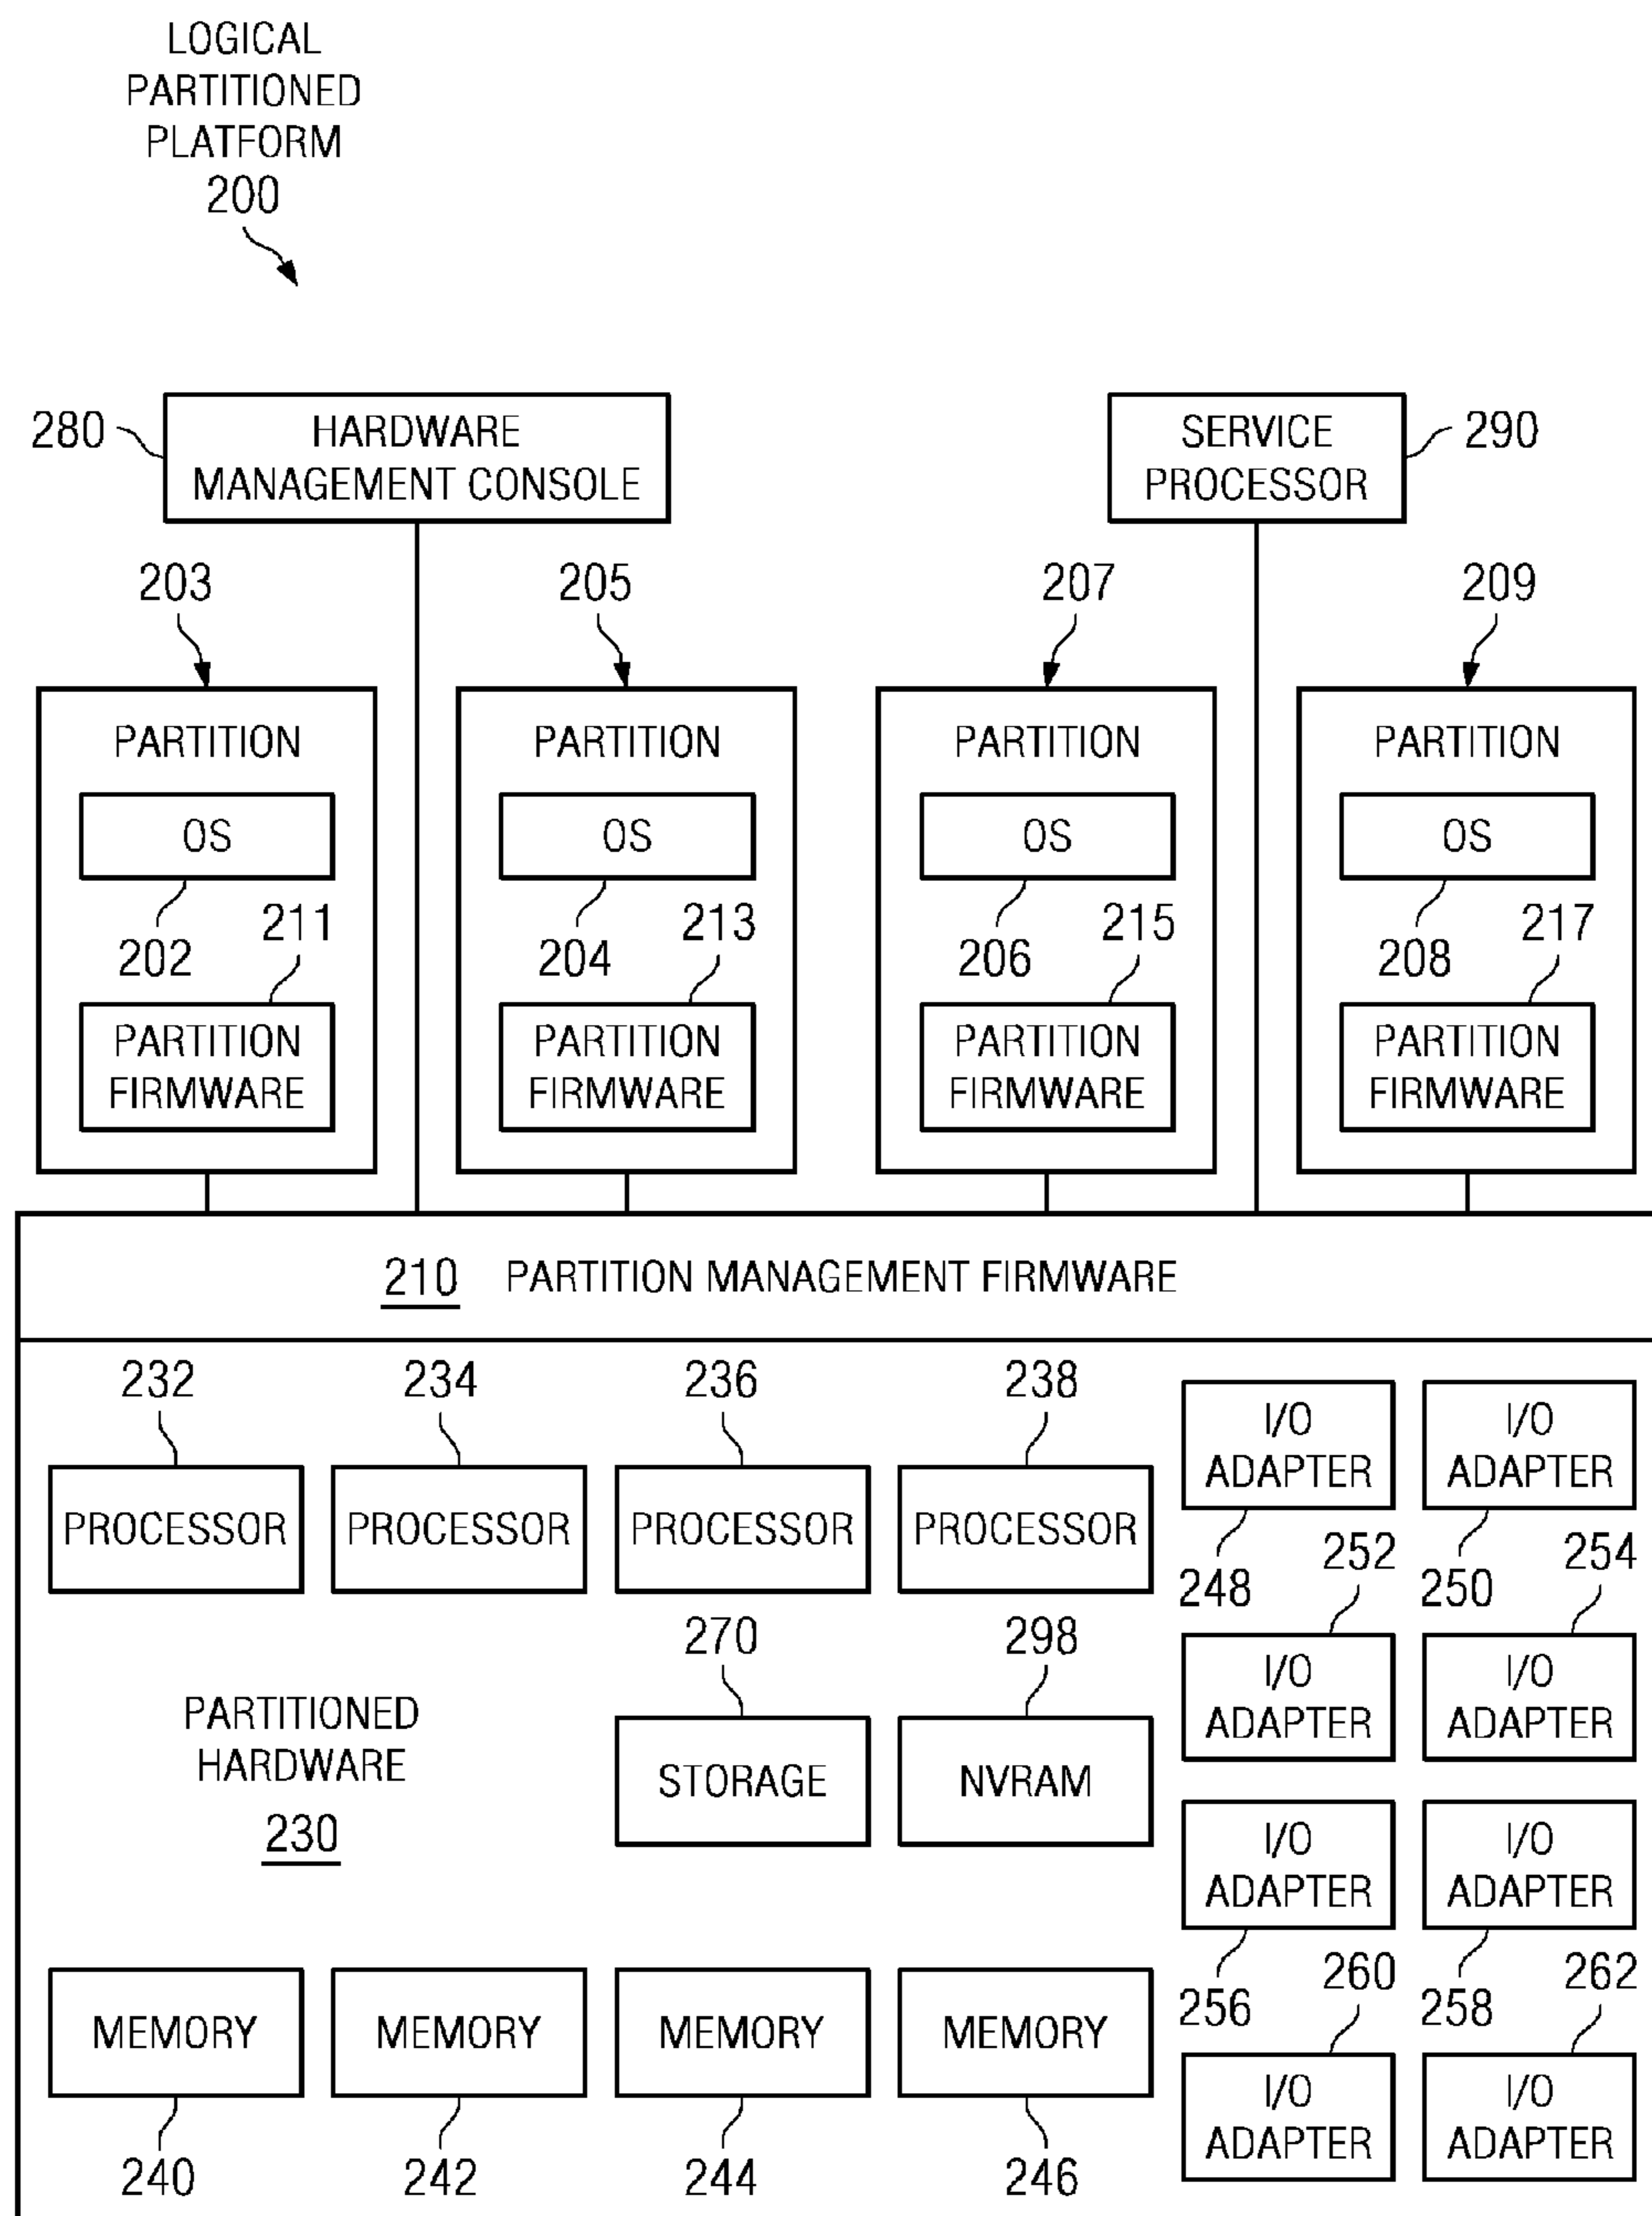 LOGICAL
PARTITIONED
PLATFORM
200
280
HARDWARE
MANAGEMENT CONSOLE
SERVICE
PROCESSOR
290
203
205
207
209
PARTITION
OS
202
211
PARTITION
FIRMWARE
PARTITION
OS
204
213
PARTITION
FIRMWARE
PARTITION
OS
206
215
PARTITION
FIRMWARE
PARTITION
OS
208
217
PARTITION
FIRMWARE
210 PARTITION MANAGEMENT FIRMWARE
232
234
236
238
PROCESSOR
PROCESSOR
PROCESSOR
PROCESSOR
I/O
ADAPTER
248
I/O
ADAPTER
250
252
254
270
298
PARTITIONED
HARDWARE
230
STORAGE
NVRAM
I/O
ADAPTER
I/O
ADAPTER
I/O
ADAPTER
256
I/O
ADAPTER
258
260
262
MEMORY
MEMORY
MEMORY
MEMORY
240
242
244
246
I/O
ADAPTER
I/O
ADAPTER